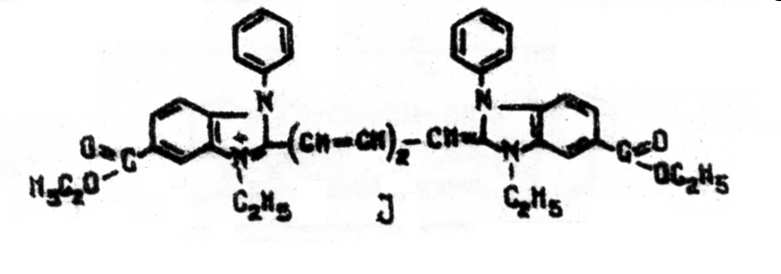 N N
O=C N + (CH=CH)2-CH= N C=O
H5C2O C2H5 J C2H5 OC2H5